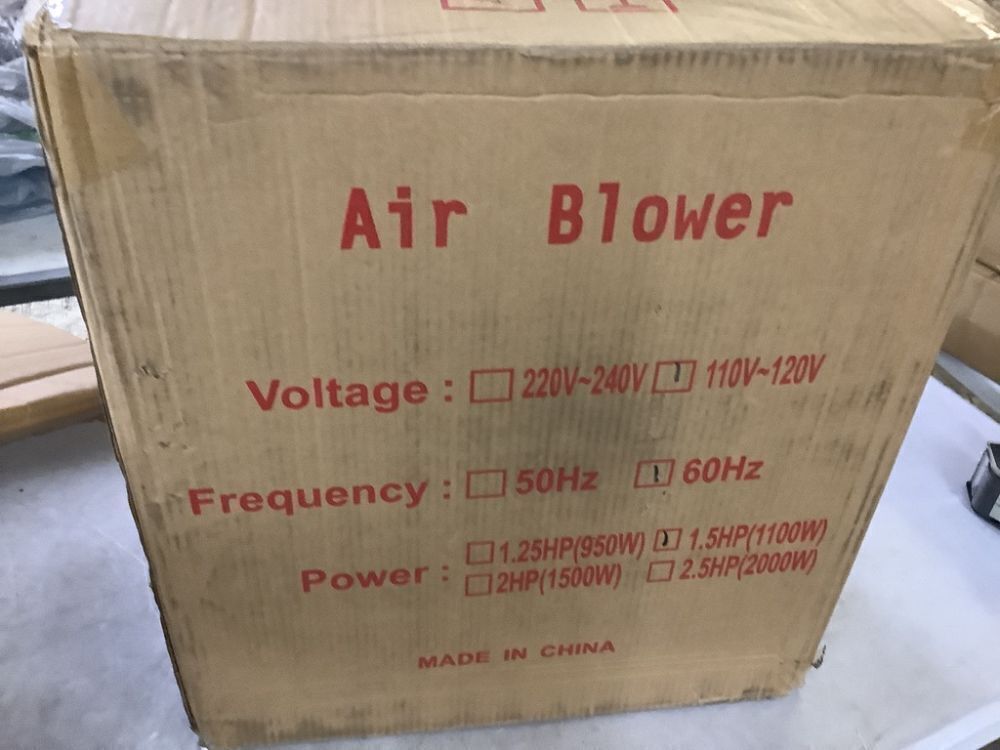 Air Blower
Voltage : 220V~240V 110V~120V
Frequency : 50Hz 60Hz
Power : 1.25HP(950W) 1.5HP(1100W)
2HP(1500W) 2.5HP(2000W)
MADE IN CHINA